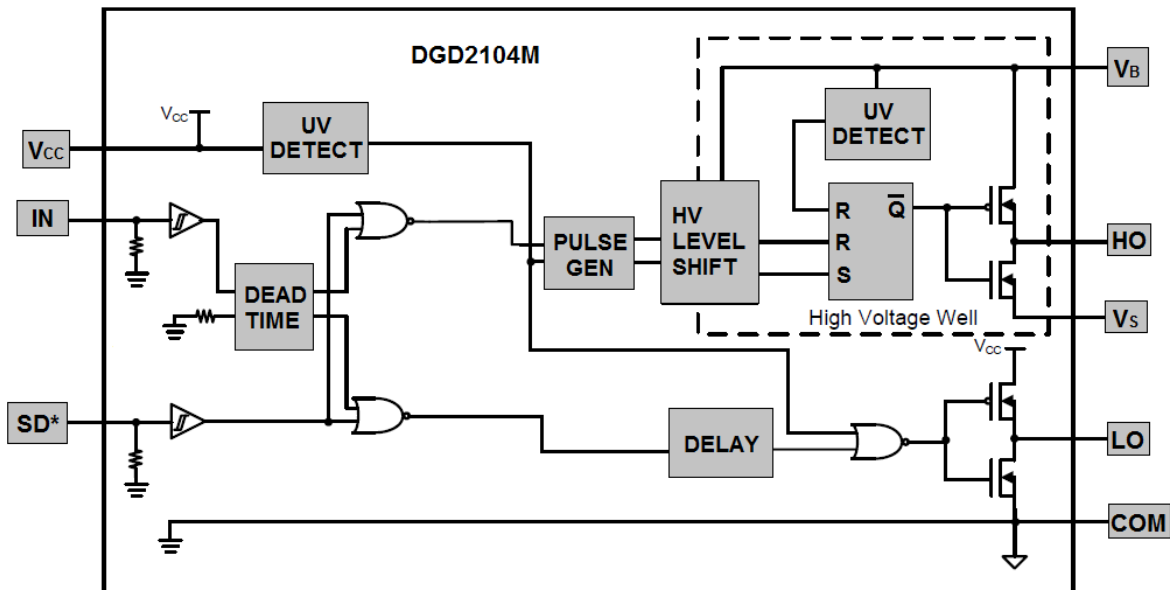 DGD2104M
VB
VCC
UV
DETECT
UV
DETECT
VCC
IN
HV
LEVEL
SHIFT
R
Q̅
R
S
PULSE
GEN
HO
DEAD
TIME
High Voltage Well
VS
VCC
SD*
DELAY
LO
COM